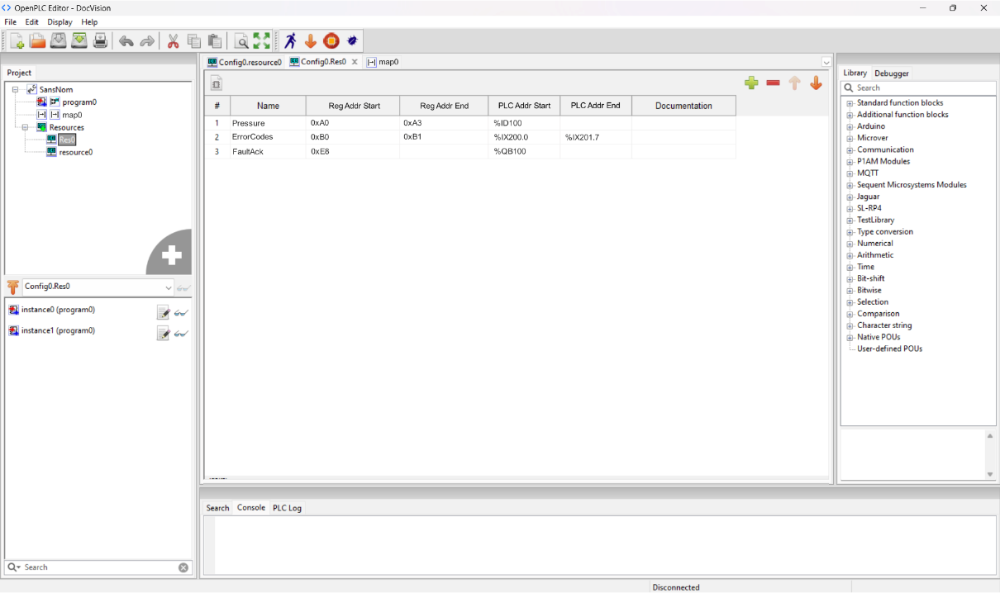 OpenPLC Editor - DocVision
File Edit Display Help
Project
SansNom
program0
map0
Resources
Res0
resource0
Config0.Res0
instance0 (program0)
instance1 (program0)
Search
Config0.resource0 Config0.Res0 map0
# Name Reg Addr Start Reg Addr End PLC Addr Start PLC Addr End Documentation
1 Pressure 0xA0 0xA3 %ID100
2 ErrorCodes 0xB0 0xB1 %IX200.0 %IX201.7
3 FaultAck 0xE8 %QB100
Search Console PLC Log
Library Debugger
Search
Standard function blocks
Additional function blocks
Arduino
Microver
Communication
P1AM Modules
MQTT
Sequent Microsystems Modules
Jaguar
SL-RP4
TestLibrary
Type conversion
Numerical
Arithmetic
Time
Bit-shift
Bitwise
Selection
Comparison
Character string
Native POUs
User-defined POUs
Disconnected